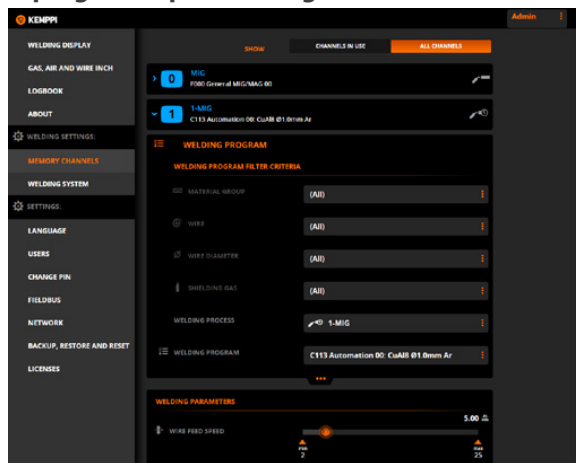 KEMPPI
Admin
WELDING DISPLAY
GAS, AIR AND WIRE INCH
LOGBOOK
ABOUT
WELDING SETTINGS:
MEMORY CHANNELS
WELDING SYSTEM
SETTINGS:
LANGUAGE
USERS
CHANGE PIN
FIELDBUS
NETWORK
BACKUP, RESTORE AND RESET
LICENSES
SHOW
CHANNELS IN USE
ALL CHANNELS
0
MIG
F000 General MIG/MAG 00
1
1-MIG
C113 Automation 00: CuAl8 Ø1.0mm Ar
WELDING PROGRAM
WELDING PROGRAM FILTER CRITERIA
MATERIAL GROUP
(All)
WIRE
(All)
WIRE DIAMETER
(All)
SHIELDING GAS
(All)
WELDING PROCESS
1-MIG
WELDING PROGRAM
C113 Automation 00: CuAl8 Ø1.0mm Ar
WELDING PARAMETERS
5.00
WIRE FEED SPEED
min
2
max
25